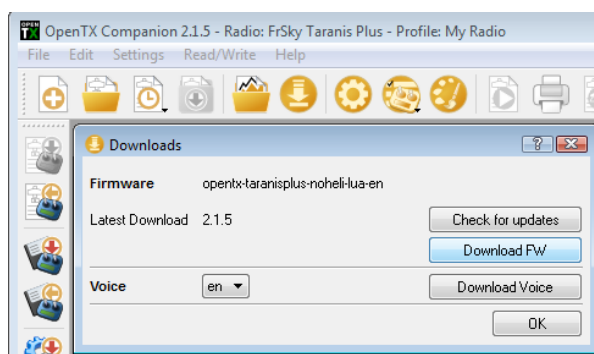 OPEN TX OpenTX Companion 2.1.5 - Radio: FrSky Taranis Plus - Profile: My Radio
File Edit Settings Read/Write Help
Downloads
Firmware opentx-taranisplus-noheli-lua-en
Latest Download 2.1.5 Check for updates
Download FW
Voice en Download Voice
OK